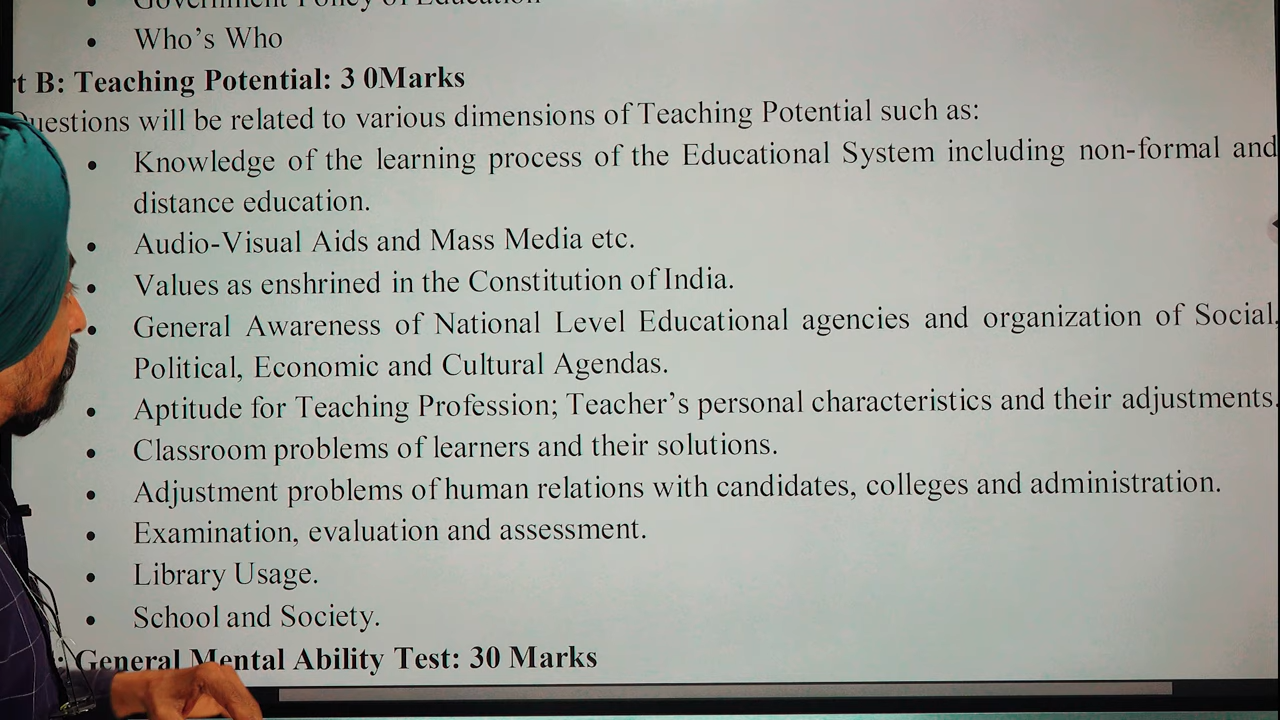 Government Policy of Education
• Who's Who
t B: Teaching Potential: 3 0Marks
Questions will be related to various dimensions of Teaching Potential such as:
• Knowledge of the learning process of the Educational System including non-formal and
distance education.
• Audio-Visual Aids and Mass Media etc.
• Values as enshrined in the Constitution of India.
• General Awareness of National Level Educational agencies and organization of Social.
Political, Economic and Cultural Agendas.
• Aptitude for Teaching Profession; Teacher's personal characteristics and their adjustments.
• Classroom problems of learners and their solutions.
• Adjustment problems of human relations with candidates, colleges and administration.
• Examination, evaluation and assessment.
• Library Usage.
• School and Society.
: General Mental Ability Test: 30 Marks